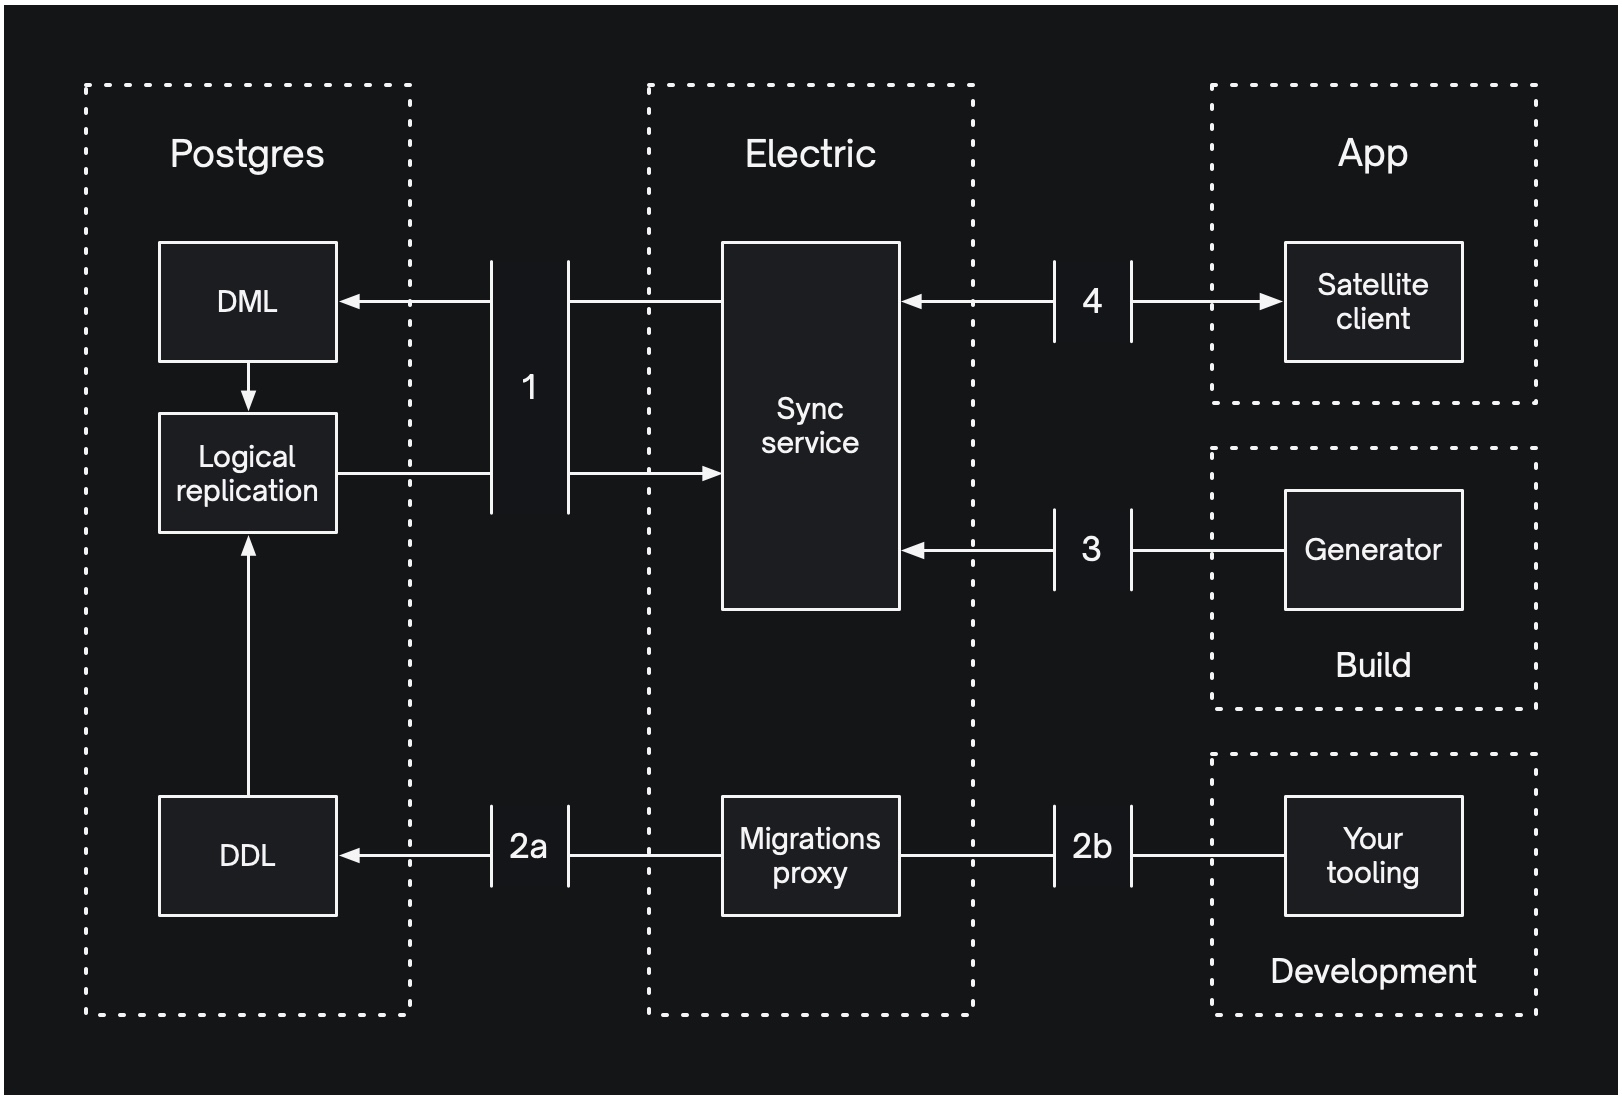 Postgres
Electric
App
DML
Logical
replication
DDL
1
2a
Sync
service
Migrations
proxy
4
3
2b
Satellite
client
Generator
Build
Your
tooling
Development